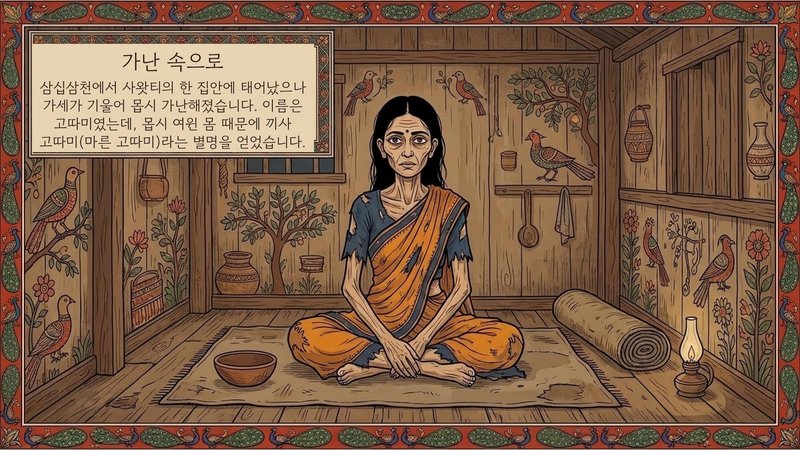 가난 속으로
삼십삼천에서 사왓티의 한 집안에 태어났으나
가세가 기울어 몹시 가난해졌습니다. 이름은
고따미였는데, 몹시 여윈 몸 때문에 끼사
고따미(마른 고따미)라는 별명을 얻었습니다.